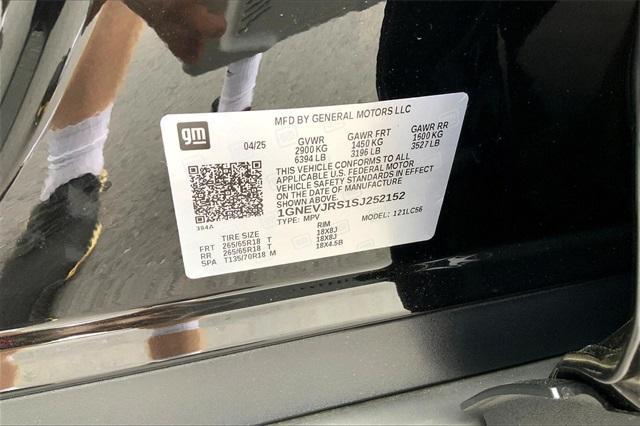 gm
MFD BY GENERAL MOTORS LLC
04/25 GVWR GAWR FRT GAWR RR
2900 KG 1450 KG 1600 KG
6394 LB 3196 LB 3527 LB
THIS VEHICLE CONFORMS TO ALL
APPLICABLE U.S. FEDERAL MOTOR
VEHICLE SAFETY STANDARDS IN EFFECT
ON THE DATE OF MANUFACTURE
SHOWN ABOVE.
1GNEVJRS1SJ252152
TYPE: MPV MODEL: 121LC56
394A
TIRE SIZE RIM
FRT 265/65R18 T 18X8J
RR 265/65R18 T 18X8J
SPA T135/70R18 M 18X4.5B